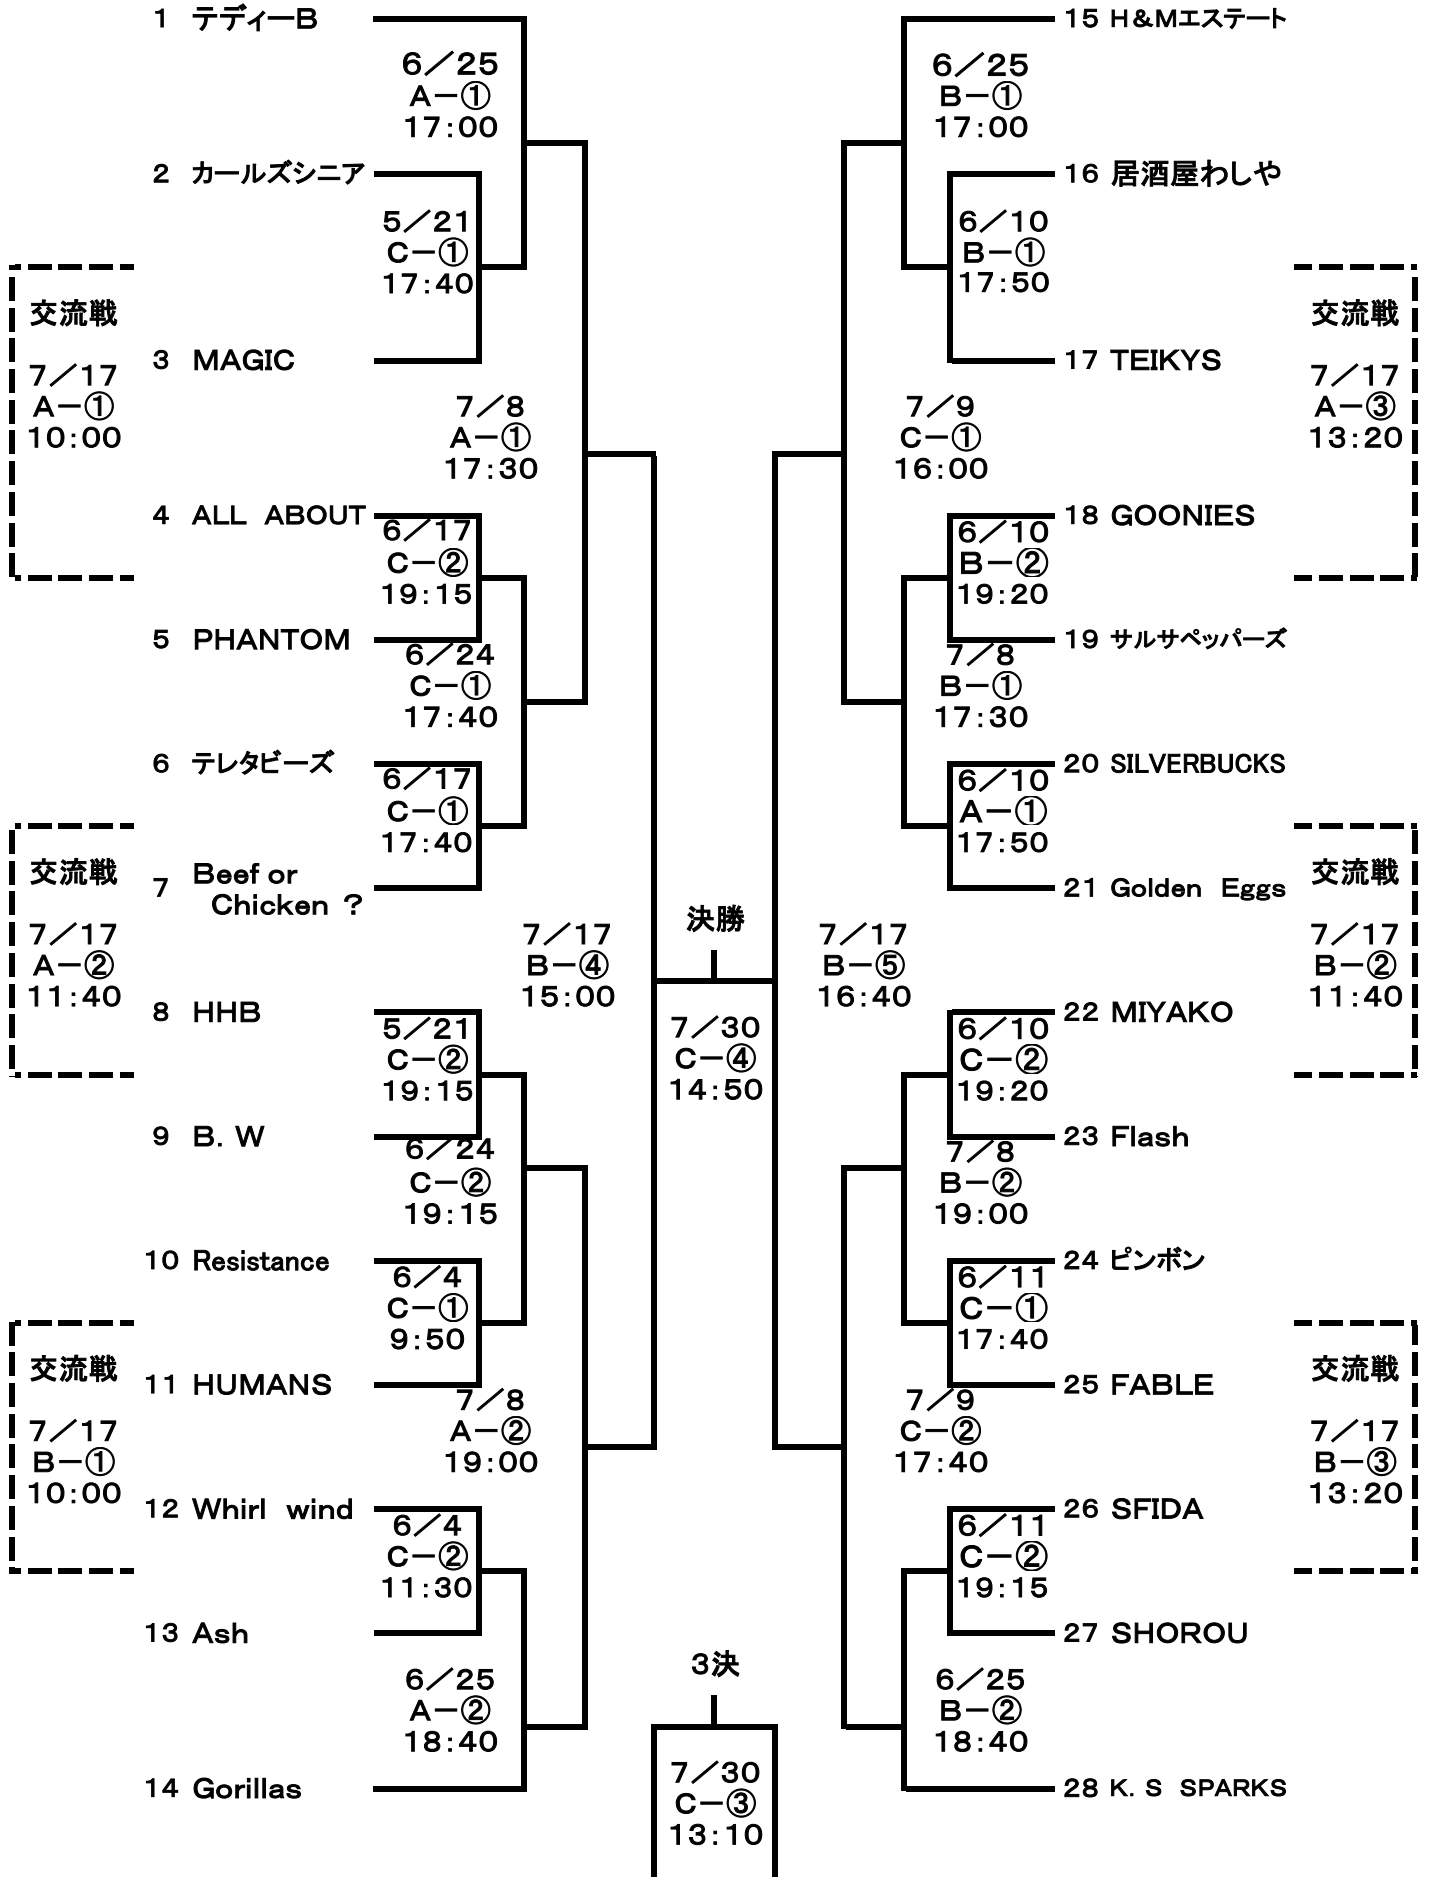 1 テディーB
6／25
A－①
17:00
2 カールズシニア
5／21
C－①
17:40
交流戦
7／17
A－①
10:00
3 MAGIC
7／8
A－①
17:30
4 ALL ABOUT
6／17
C－②
19:15
5 PHANTOM
6／24
C－①
17:40
6 テレタビーズ
6／17
C－①
17:40
交流戦
7／17
A－②
11:40
7 Beef or
Chicken ?
7／17
B－④
15:00
8 HHB
5／21
C－②
19:15
9 B. W
6／24
C－②
19:15
10 Resistance
6／4
C－①
9:50
交流戦
7／17
B－①
10:00
11 HUMANS
7／8
A－②
19:00
12 Whirl wind
6／4
C－②
11:30
13 Ash
6／25
A－②
18:40
14 Gorillas
決勝
7／30
C－④
14:50
3決
7／30
C－③
13:10
15 H&Mエステート
6／25
B－①
17:00
16 居酒屋わしや
6／10
B－①
17:50
交流戦
7／17
A－③
13:20
17 TEIKYS
7／9
C－①
16:00
18 GOONIES
6／10
B－②
19:20
19 サルサペッパーズ
7／8
B－①
17:30
20 SILVERBUCKS
6／10
A－①
17:50
交流戦
7／17
B－②
11:40
21 Golden Eggs
7／17
B－⑤
16:40
22 MIYAKO
6／10
C－②
19:20
23 Flash
7／8
B－②
19:00
24 ピンボン
6／11
C－①
17:40
交流戦
7／17
B－③
13:20
25 FABLE
7／9
C－②
17:40
26 SFIDA
6／11
C－②
19:15
27 SHOROU
6／25
B－②
18:40
28 K. S SPARKS